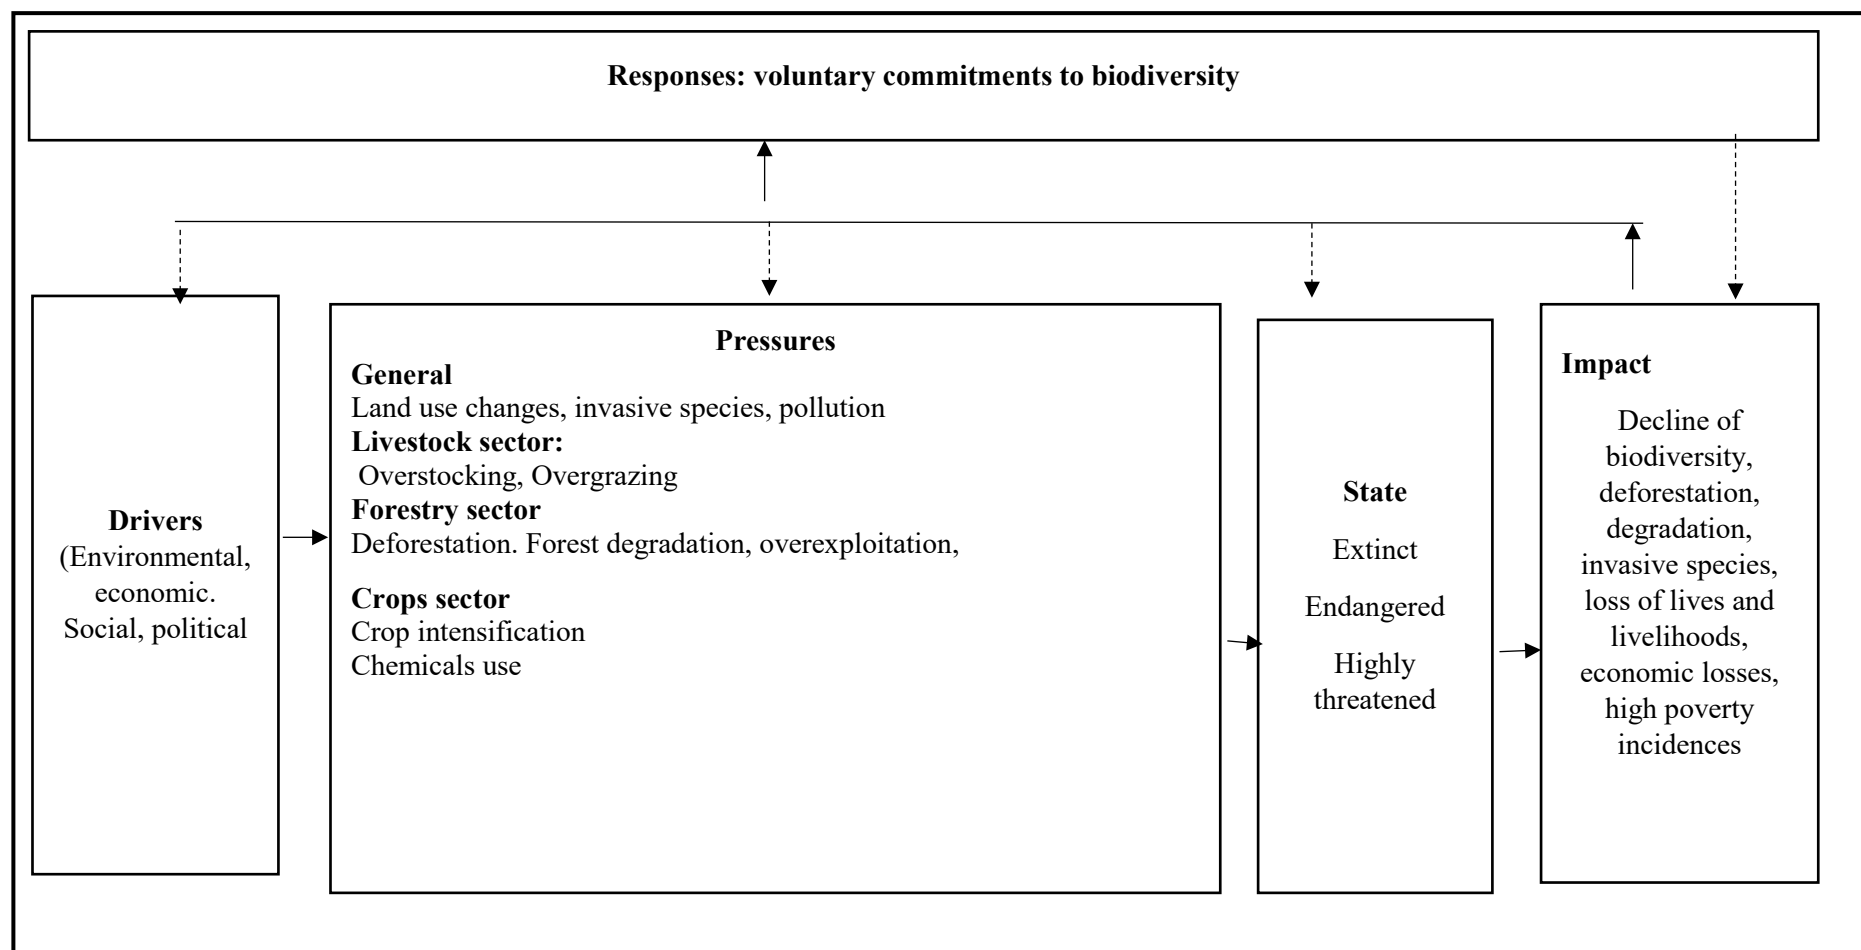 Responses: voluntary commitments to biodiversity
Drivers
(Environmental,
economic.
Social, political
Pressures
General
Land use changes, invasive species, pollution
Livestock sector:
Overstocking, Overgrazing
Forestry sector
Deforestation. Forest degradation, overexploitation,
Crops sector
Crop intensification
Chemicals use
State
Extinct
Endangered
Highly
threatened
Impact
Decline of
biodiversity,
deforestation,
degradation,
invasive species,
loss of lives and
livelihoods,
economic losses,
high poverty
incidences